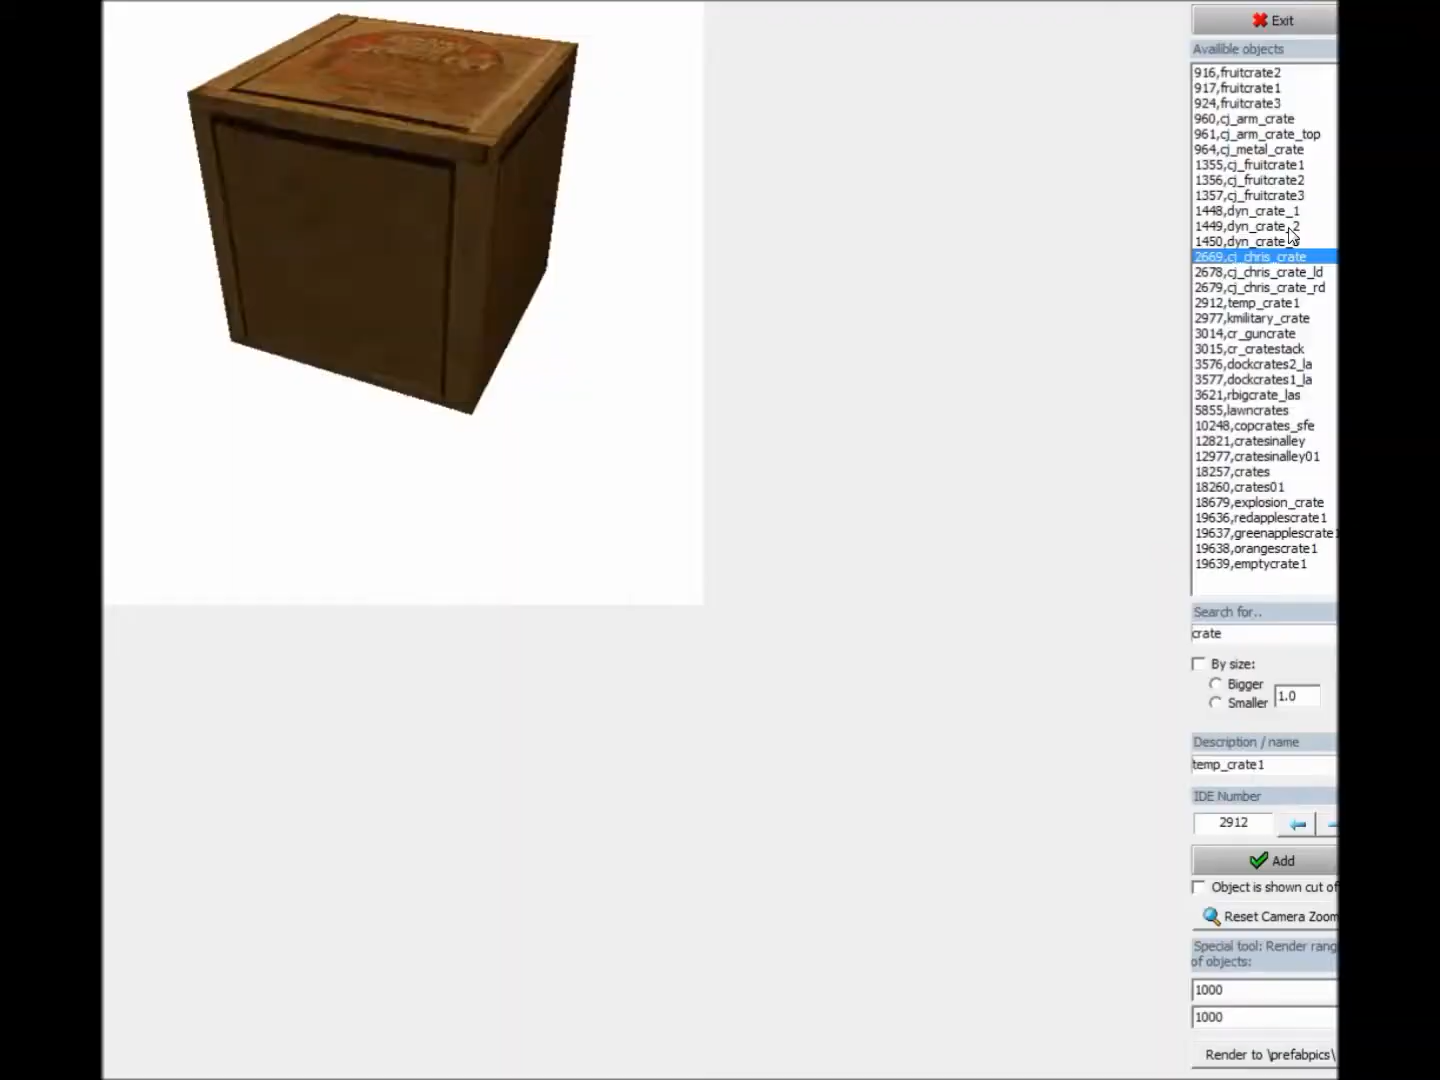 Exit
Availible objects
916,fruitcrate2
917,fruitcrate1
924,fruitcrate3
960,cj_arm_crate
961,cj_arm_crate_top
964,cj_metal_crate
1355,cj_fruitcrate1
1356,cj_fruitcrate2
1357,cj_fruitcrate3
1448,dyn_crate_1
1449,dyn_crate_2
1450,dyn_crate_3
2669,cj_chris_crate
2678,cj_chris_crate_ld
2679,cj_chris_crate_rd
2912,temp_crate1
2977,kmilitary_crate
3014,cr_guncrate
3015,cr_cratestack
3576,dockcrates2_la
3577,dockcrates1_la
3621,rbigcrate_las
5855,lawncrates
10248,copcrates_sfe
12821,cratesinalley
12977,cratesinalley01
18257,crates
18260,crates01
18679,explosion_crate
19636,redapplescrate1
19637,greenapplescrate1
19638,orangescrate1
19639,emptycrate1
Search for..
crate
By size:
Bigger
Smaller
1.0
Description / name
temp_crate1
IDE Number
2912
Add
Object is shown cut of
Reset Camera Zoom
Special tool: Render rang
of objects:
1000
1000
Render to \prefabpics\